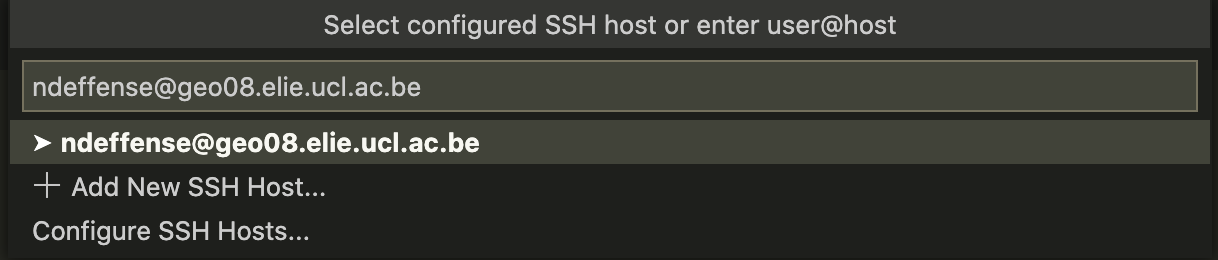 Select configured SSH host or enter user@host
ndeffense@geo08.elie.ucl.ac.be
➤ ndeffense@geo08.elie.ucl.ac.be
+ Add New SSH Host...
Configure SSH Hosts...